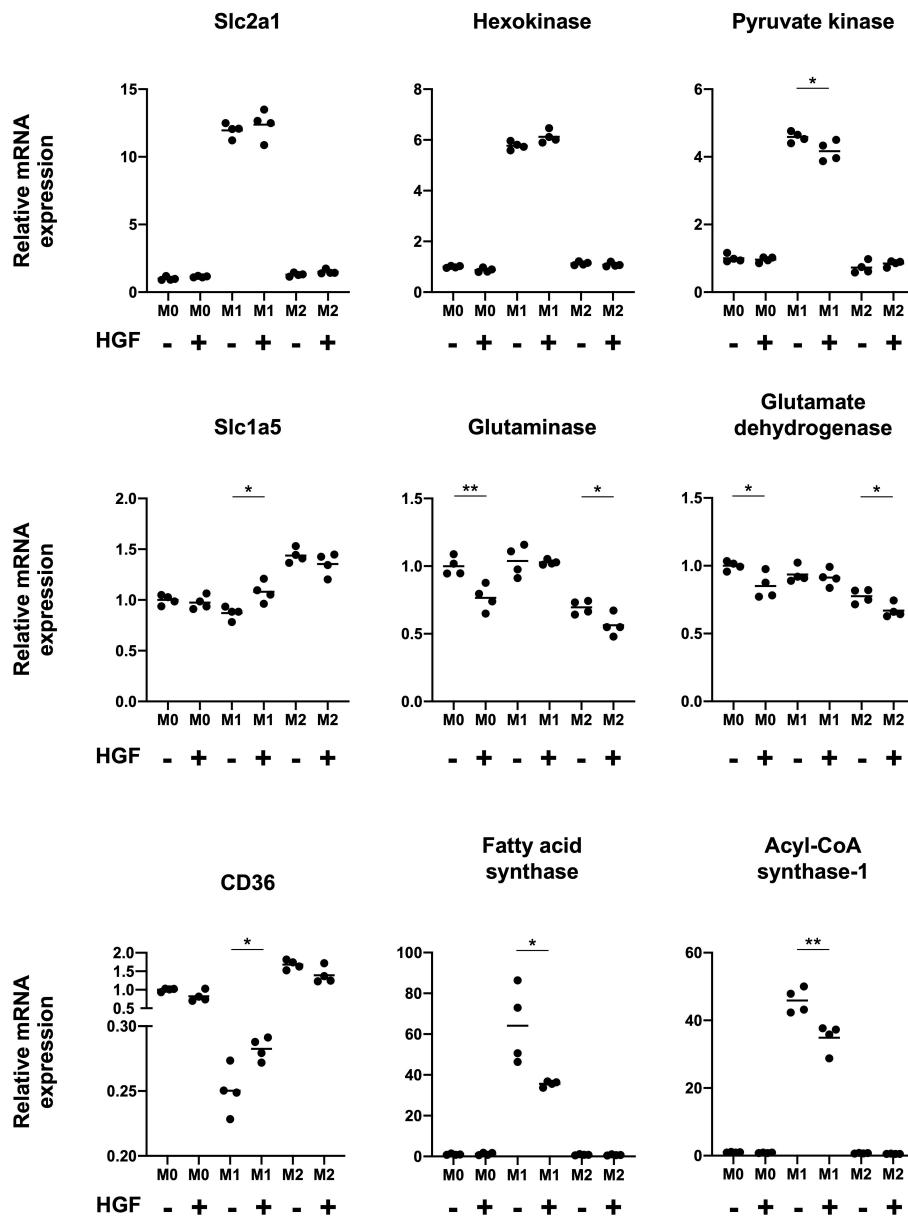 Slc2a1 Hexokinase Pyruvate kinase
Relative mRNA
expression
15 8 6
*
10 6 4
5 4 2
2
0 0 0
M0 M0 M1 M1 M2 M2 M0 M0 M1 M1 M2 M2 M0 M0 M1 M1 M2 M2
HGF - + - + - + - + - + - + - + - + - +
Slc1a5 Glutaminase Glutamate
dehydrogenase
Relative mRNA
expression
* ** * * *
2.0 1.5 1.5
1.5 1.0 1.0
1.0 0.5 0.5
0.5
0.0 0.0 0.0
M0 M0 M1 M1 M2 M2 M0 M0 M1 M1 M2 M2 M0 M0 M1 M1 M2 M2
HGF - + - + - + - + - + - + - + - + - +
CD36 Fatty acid
synthase Acyl-CoA
synthase-1
Relative mRNA
expression
* * **
2.0 100 60
1.5 80 40
1.0 60 20
0.5 40
0.30 20
0.25
0.20 0 0
M0 M0 M1 M1 M2 M2 M0 M0 M1 M1 M2 M2 M0 M0 M1 M1 M2 M2
HGF - + - + - + - + - + - + - + - + - +